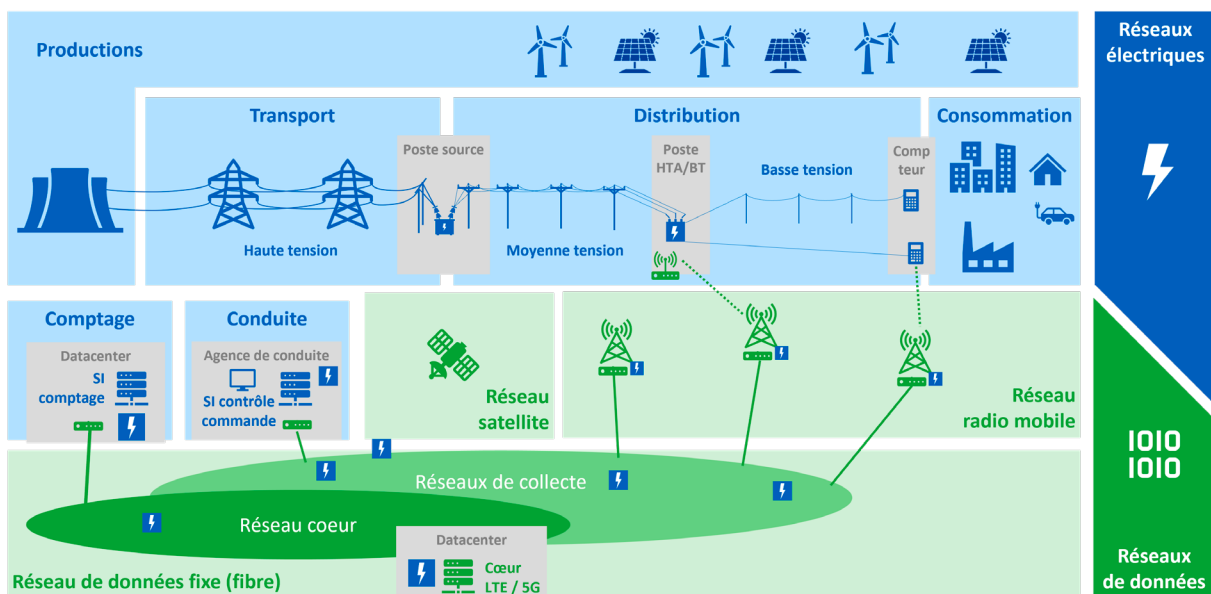 Productions
Réseaux
électriques
Transport
Distribution
Consommation
Poste source
Poste
HTA/BT
Comp
teur
Basse tension
Haute tension
Moyenne tension
Comptage
Conduite
Datacenter
SI
comptage
Agence de conduite
SI contrôle
commande
Réseau
satellite
Réseau
radio mobile
IOIO
IOIO
Réseaux de collecte
Réseau coeur
Datacenter
Cœur
LTE / 5G
Réseau de données fixe (fibre)
Réseaux
de données